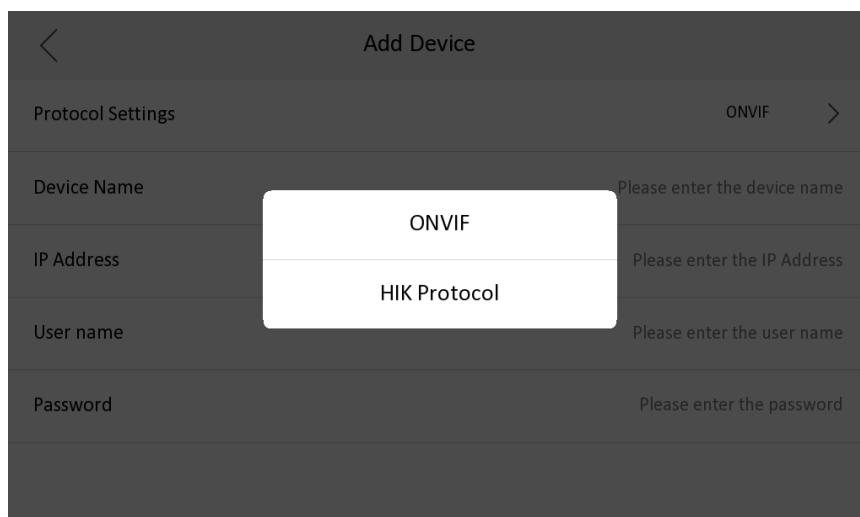 Add Device
Protocol Settings ONVIF
Device Name Please enter the device name
ONVIF
IP Address Please enter the IP Address
HIK Protocol
User name Please enter the user name
Password Please enter the password